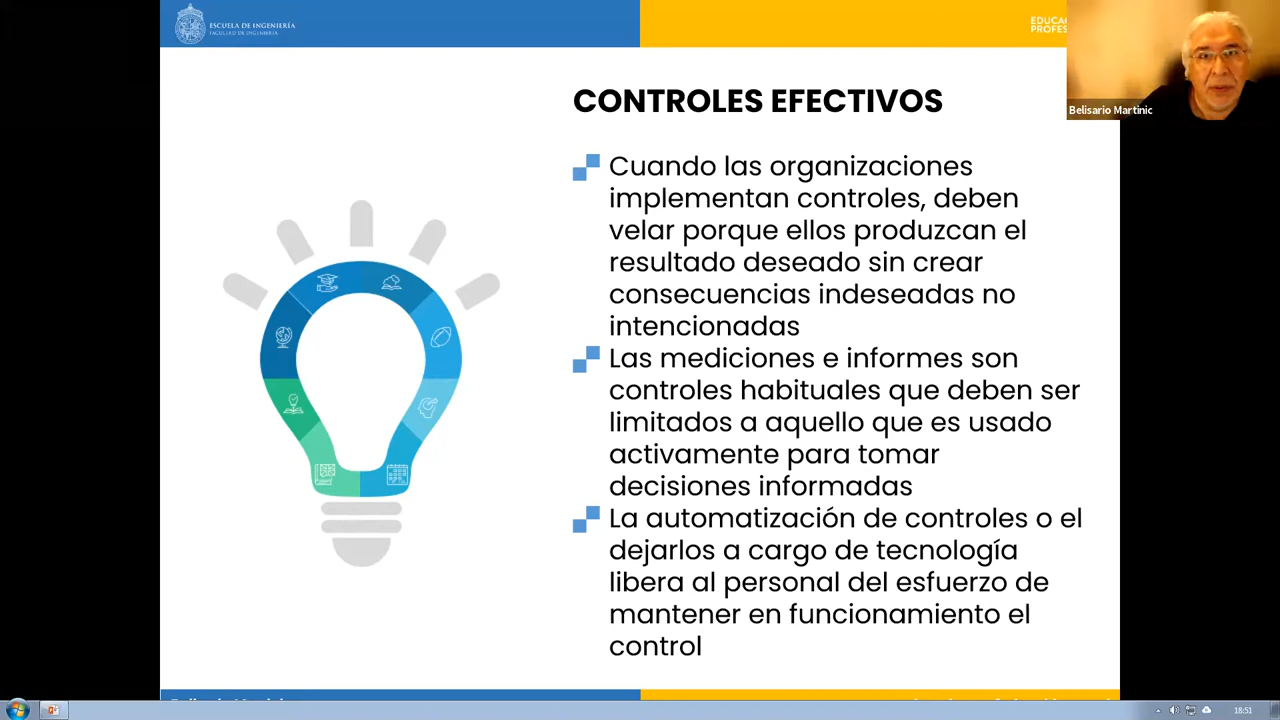 ESCUELA DE INGENIERÍA
FACULTAD DE INGENIERÍA
Belisario Martinic
CONTROLES EFECTIVOS
Cuando las organizaciones
implementan controles, deben
velar porque ellos produzcan el
resultado deseado sin crear
consecuencias indeseadas no
intencionadas
Las mediciones e informes son
controles habituales que deben ser
limitados a aquello que es usado
activamente para tomar
decisiones informadas
La automatización de controles o el
dejarlos a cargo de tecnología
libera al personal del esfuerzo de
mantener en funcionamiento el
control
18:51